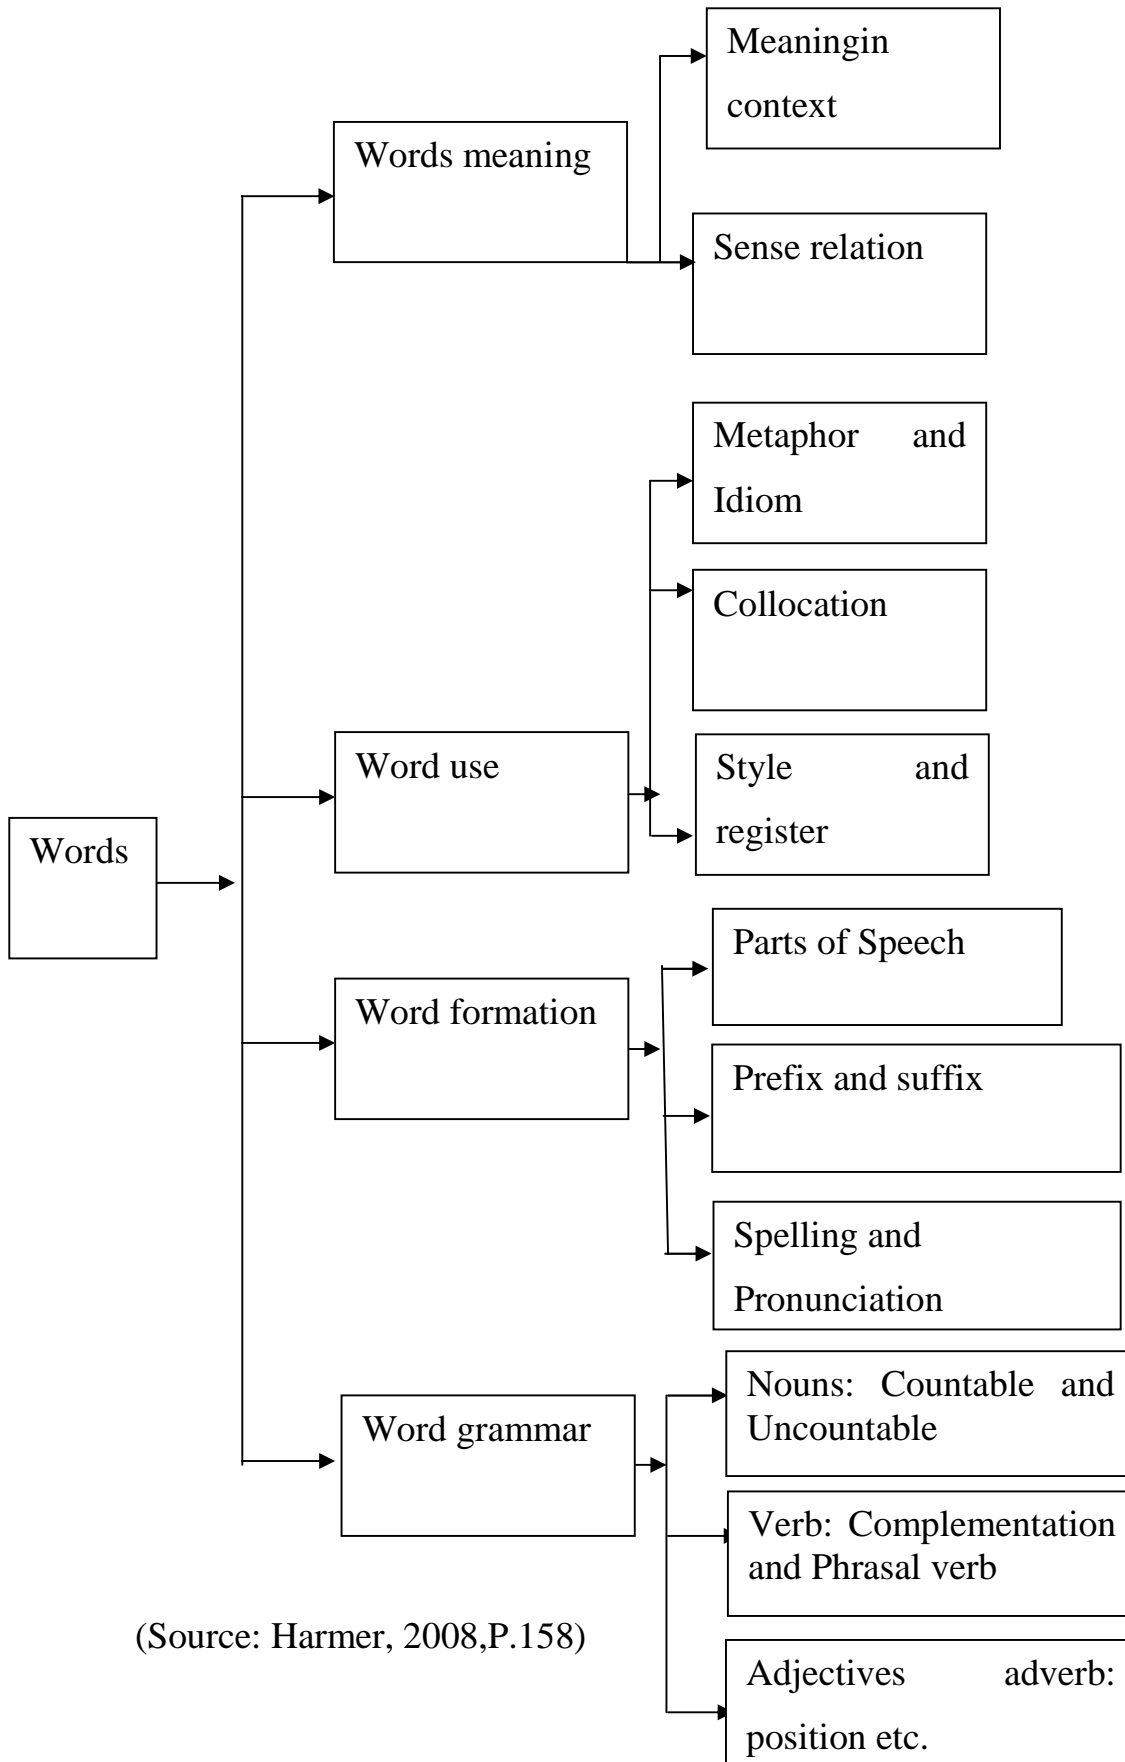 Meaningin
context
Words meaning
Sense relation
Metaphor and
Idiom
Collocation
Word use
Style and
register
Words
Parts of Speech
Word formation
Prefix and suffix
Spelling and
Pronunciation
Nouns: Countable and
Uncountable
Word grammar
Verb: Complementation
and Phrasal verb
(Source: Harmer, 2008,P.158)
Adjectives adverb:
position etc.